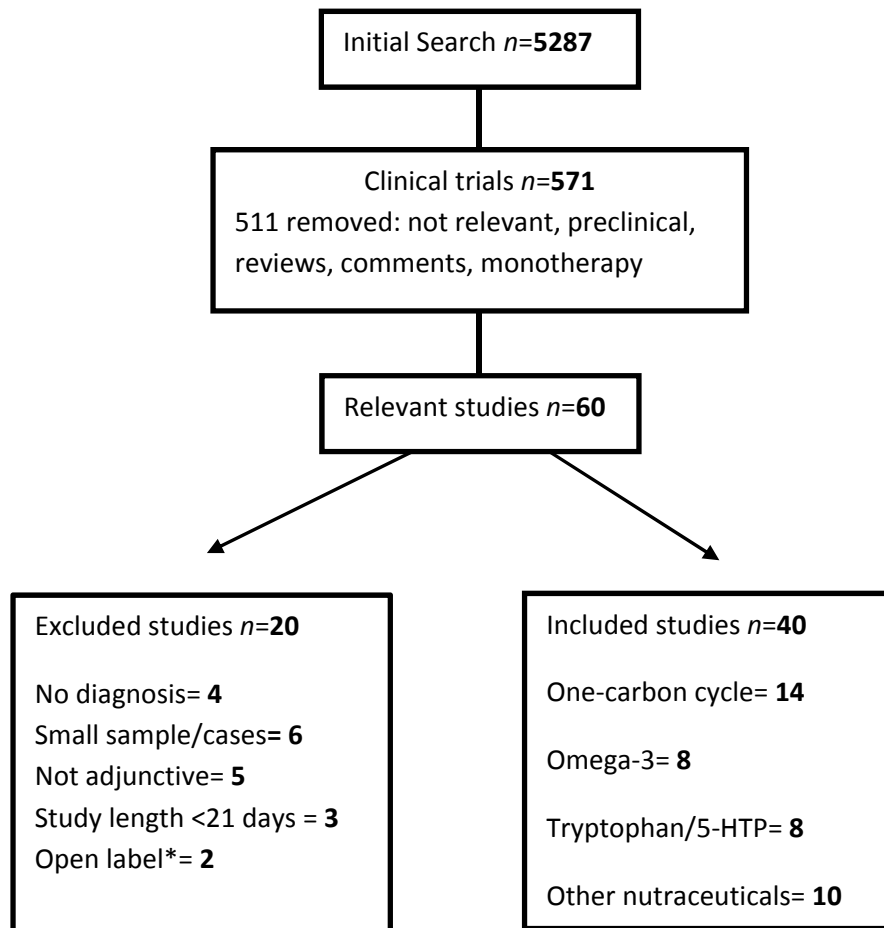 Initial Search n=5287
Clinical trials n=571
511 removed: not relevant, preclinical,
reviews, comments, monotherapy
Relevant studies n=60
Excluded studies n=20
No diagnosis= 4
Small sample/cases= 6
Not adjunctive= 5
Study length <21 days = 3
Open label*= 2
Included studies n=40
One-carbon cycle= 14
Omega-3= 8
Tryptophan/5-HTP= 8
Other nutraceuticals= 10